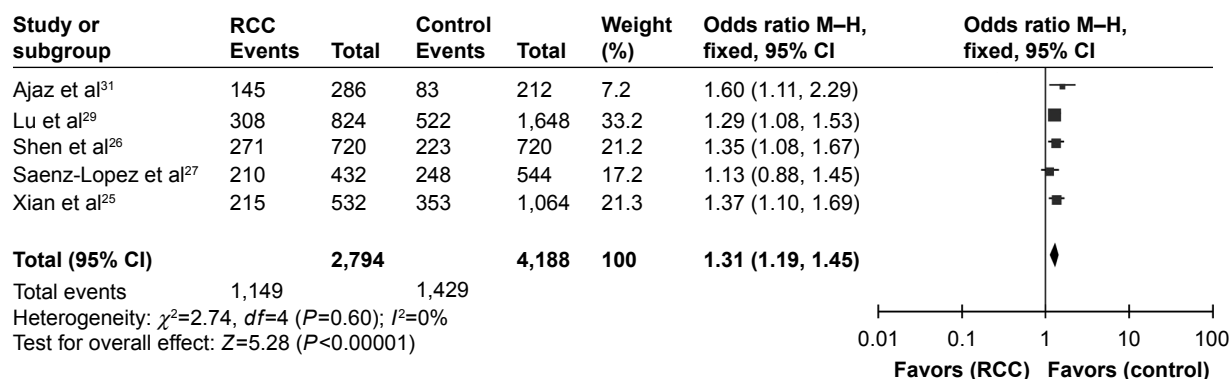 Study or subgroup RCC Events Total Control Events Total Weight (%) Odds ratio M–H, fixed, 95% CI Odds ratio M–H, fixed, 95% CI
Ajaz et al31 145 286 83 212 7.2 1.60 (1.11, 2.29)
Lu et al29 308 824 522 1,648 33.2 1.29 (1.08, 1.53)
Shen et al26 271 720 223 720 21.2 1.35 (1.08, 1.67)
Saenz-Lopez et al27 210 432 248 544 17.2 1.13 (0.88, 1.45)
Xian et al25 215 532 353 1,064 21.3 1.37 (1.10, 1.69)
Total (95% CI) 2,794 4,188 100 1.31 (1.19, 1.45)
Total events 1,149 1,429
Heterogeneity: χ²=2.74, df=4 (P=0.60); I²=0%
Test for overall effect: Z=5.28 (P<0.00001)
0.01 0.1 1 10 100
Favors (RCC) Favors (control)